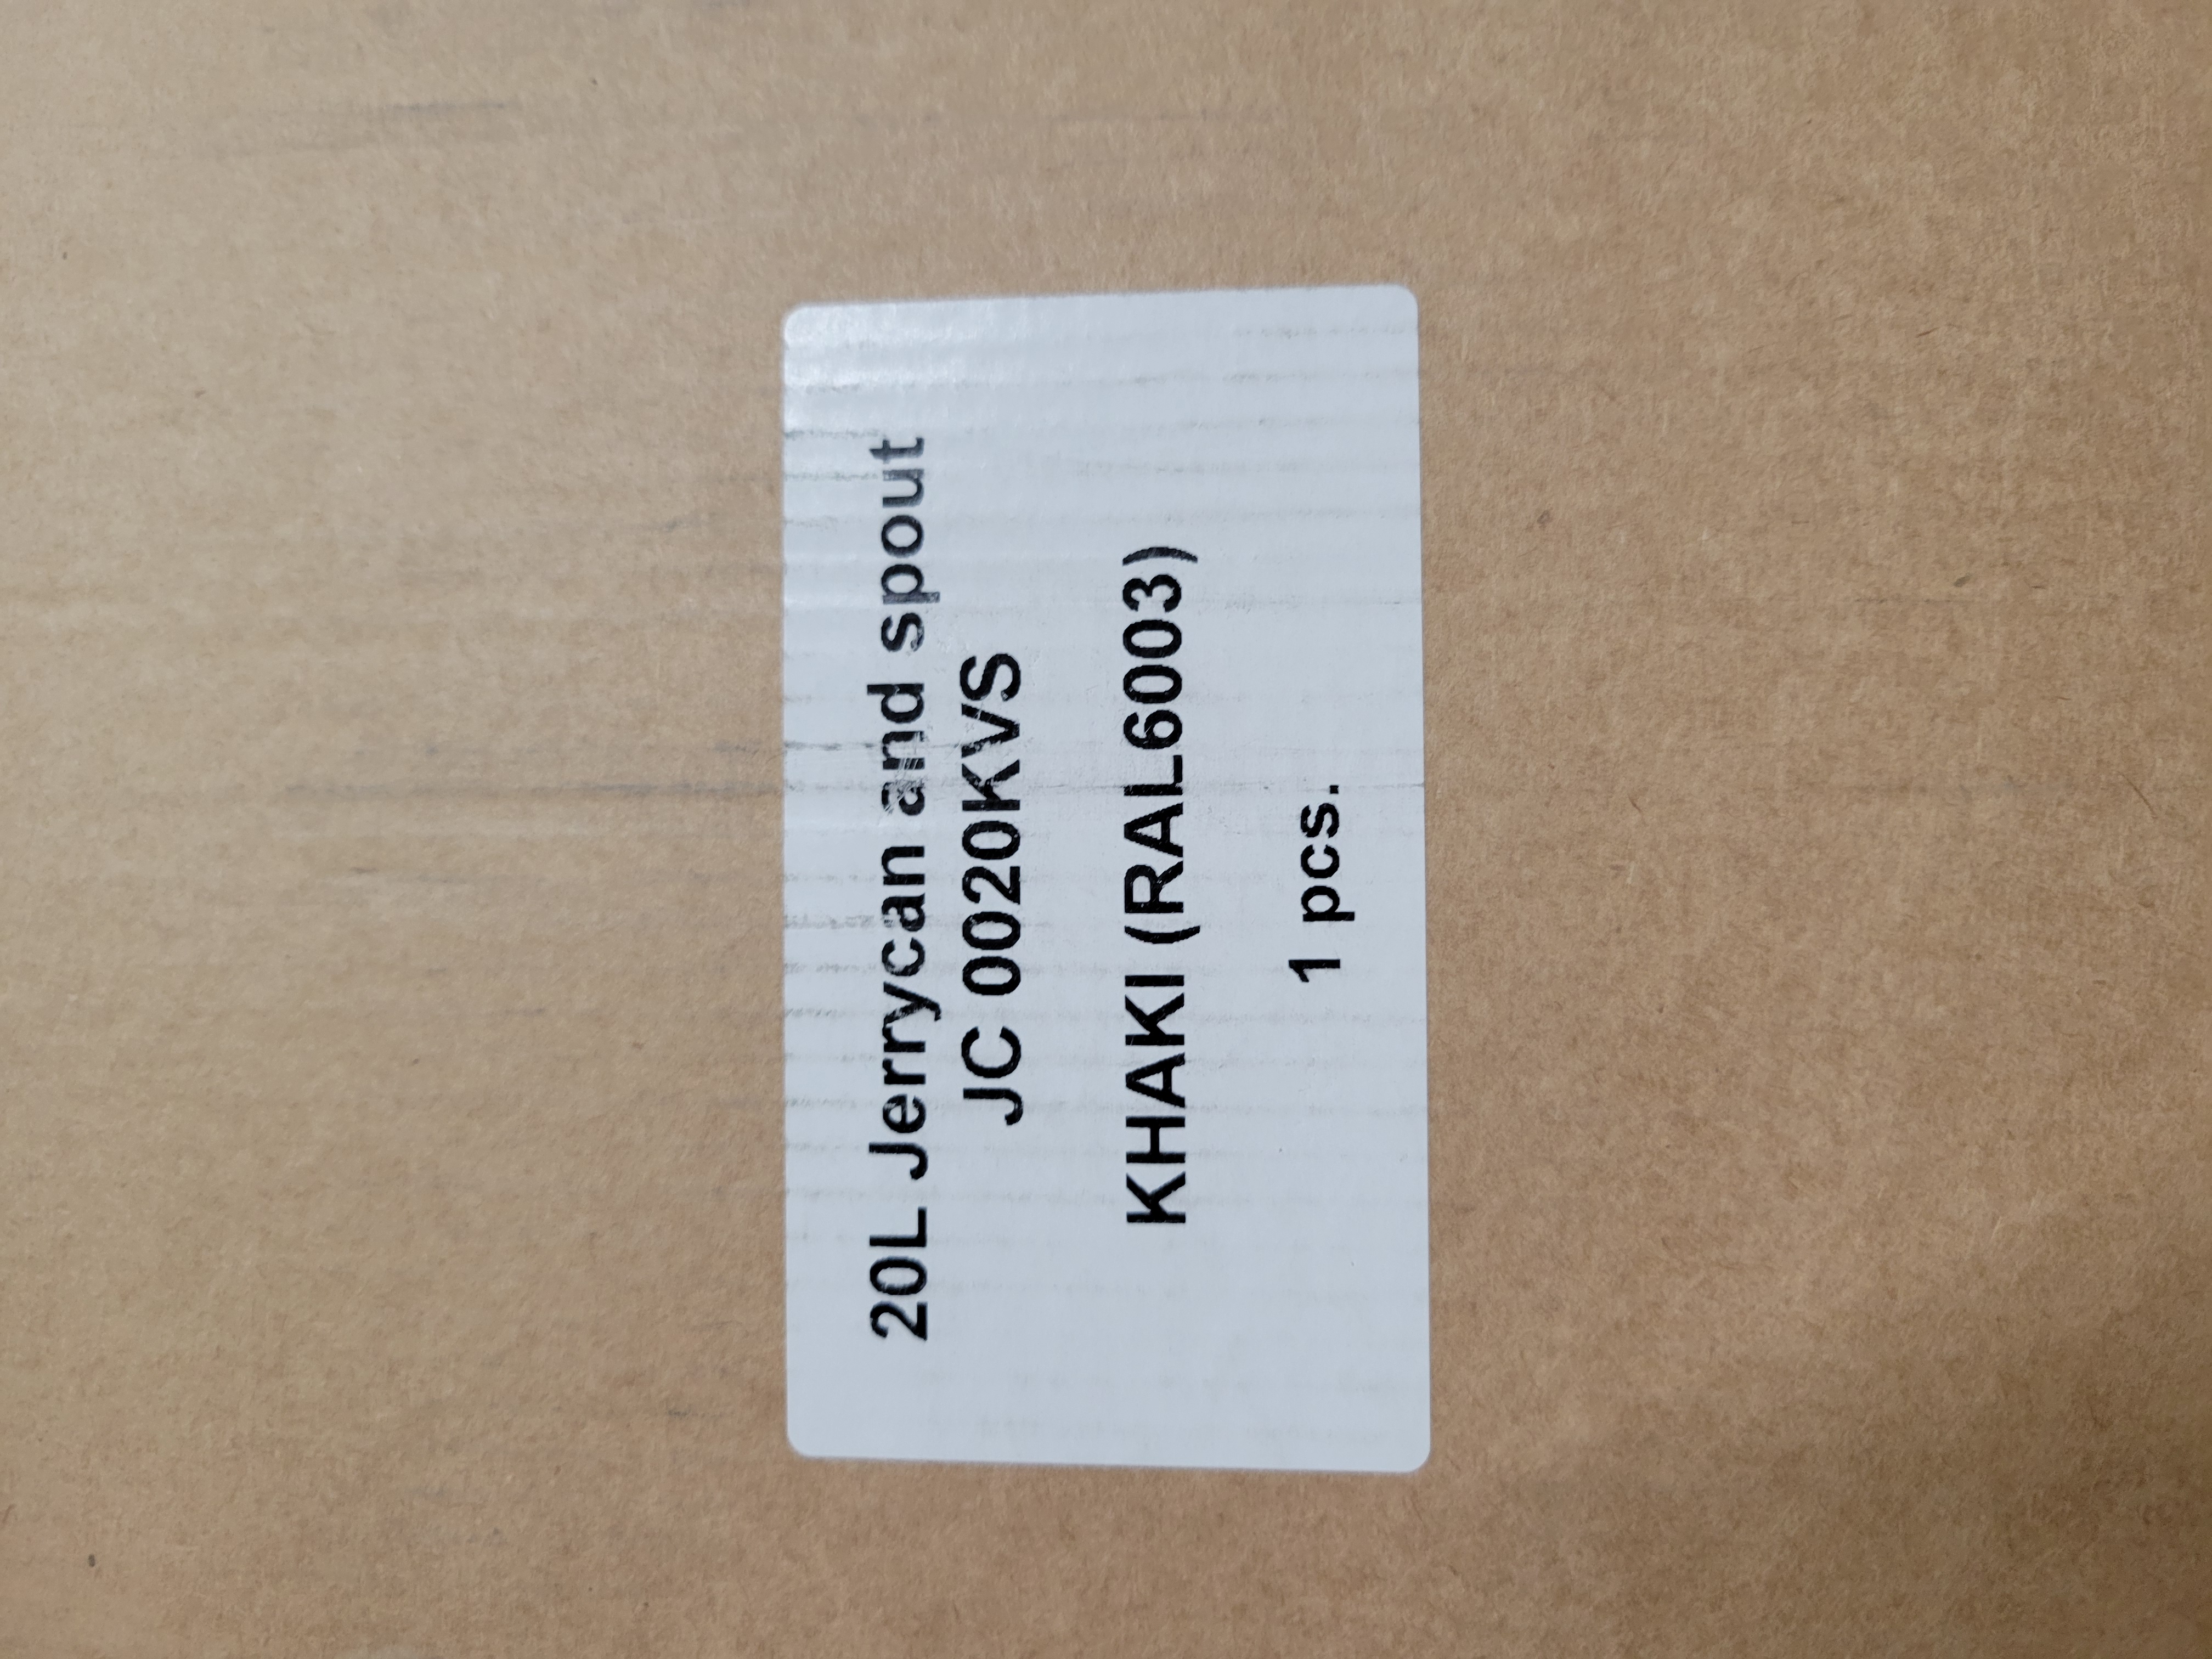 20L Jerrycan and spout
JC 0020KVS
KHAKI (RAL6003)
1 pcs.